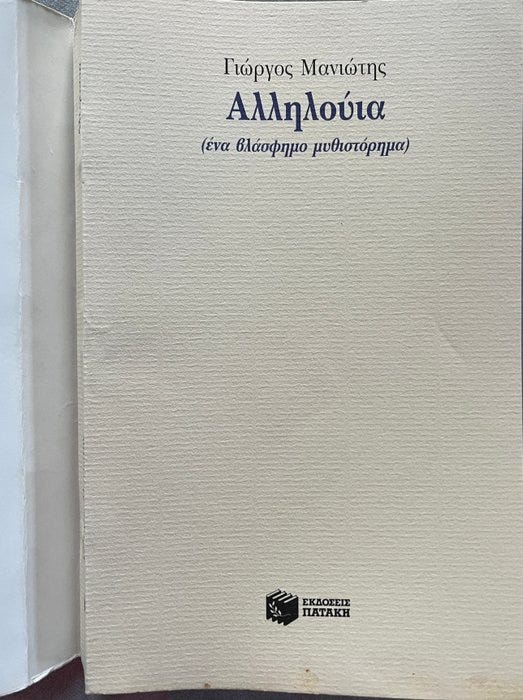 Γιώργος Μανιώτης
Αλληλούια
(ένα βλάσφημο μυθιστόρημα)
ΕΚΔΟΣΕΙΣ
ΠΑΤΑΚΗ